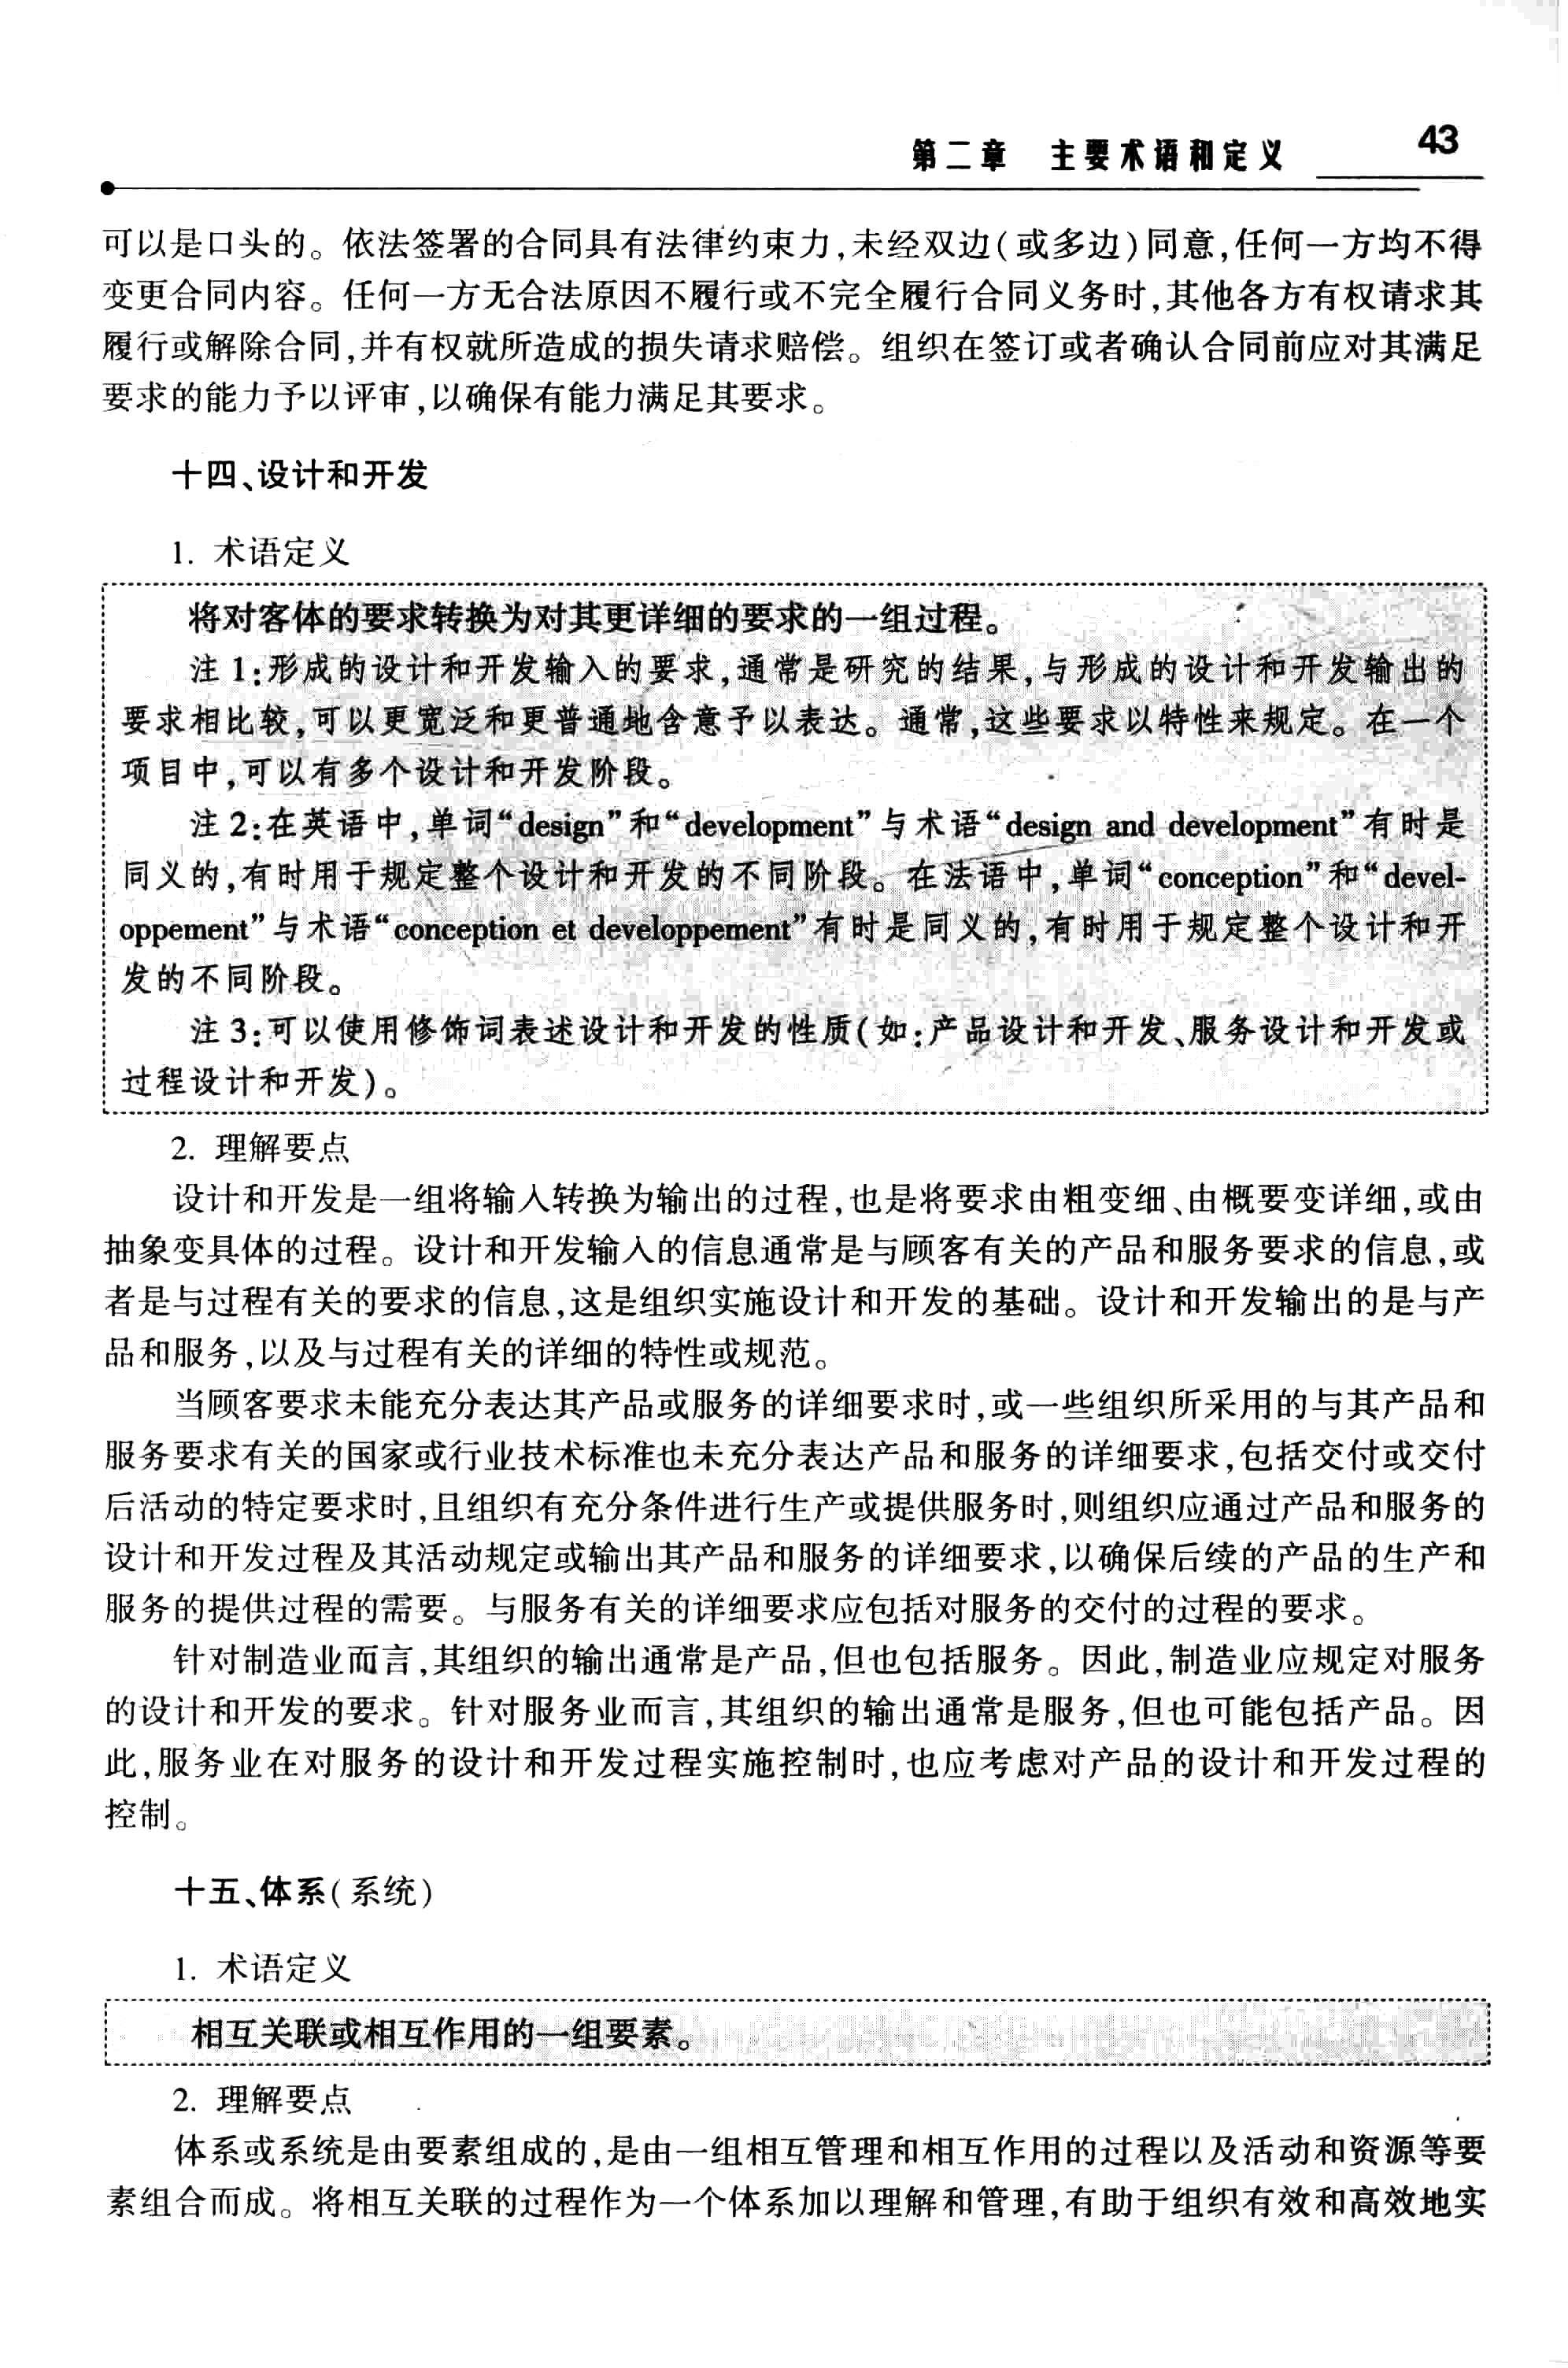 第二章 主要术语和定义 43
可以是口头的。依法签署的合同具有法律约束力,未经双边(或多边)同意,任何一方均不得
变更合同内容。任何一方无合法原因不履行或不完全履行合同义务时,其他各方有权请求其
履行或解除合同,并有权就所造成的损失请求赔偿。组织在签订或者确认合同前应对其满足
要求的能力予以评审,以确保有能力满足其要求。
十四、设计和开发
1. 术语定义
将对客体的要求转换为对其更详细的要求的一组过程。
注 1:形成的设计和开发输入的要求,通常是研究的结果,与形成的设计和开发输出的
要求相比较,可以更宽泛和更普通地含意予以表达。通常,这些要求以特性来规定。在一个
项目中,可以有多个设计和开发阶段。
注 2:在英语中,单词“design”和“development”与术语“design and development”有时是
同义的,有时用于规定整个设计和开发的不同阶段。在法语中,单词“conception”和“devel-
oppement”与术语“conception et developpement”有时是同义的,有时用于规定整个设计和开
发的不同阶段。
注 3:可以使用修饰词表述设计和开发的性质(如:产品设计和开发、服务设计和开发或
过程设计和开发)。
2. 理解要点
设计和开发是一组将输入转换为输出的过程,也是将要求由粗变细、由概要变详细,或由
抽象变具体的过程。设计和开发输入的信息通常是与顾客有关的产品和服务要求的信息,或
者是与过程有关的要求的信息,这是组织实施设计和开发的基础。设计和开发输出的是与产
品和服务,以及与过程有关的详细的特性或规范。
当顾客要求未能充分表达其产品或服务的详细要求时,或一些组织所采用的与其产品和
服务要求有关的国家或行业技术标准也未充分表达产品和服务的详细要求,包括交付或交付
后活动的特定要求时,且组织有充分条件进行生产或提供服务时,则组织应通过产品和服务的
设计和开发过程及其活动规定或输出其产品和服务的详细要求,以确保后续的产品的生产和
服务的提供过程的需要。与服务有关的详细要求应包括对服务的交付的过程的要求。
针对制造业而言,其组织的输出通常是产品,但也包括服务。因此,制造业应规定对服务
的设计和开发的要求。针对服务业而言,其组织的输出通常是服务,但也可能包括产品。因
此,服务业在对服务的设计和开发过程实施控制时,也应考虑对产品的设计和开发过程的
控制。
十五、体系(系统)
1. 术语定义
相互关联或相互作用的一组要素。
2. 理解要点
体系或系统是由要素组成的,是由一组相互管理和相互作用的过程以及活动和资源等要
素组合而成。将相互关联的过程作为一个体系加以理解和管理,有助于组织有效和高效地实